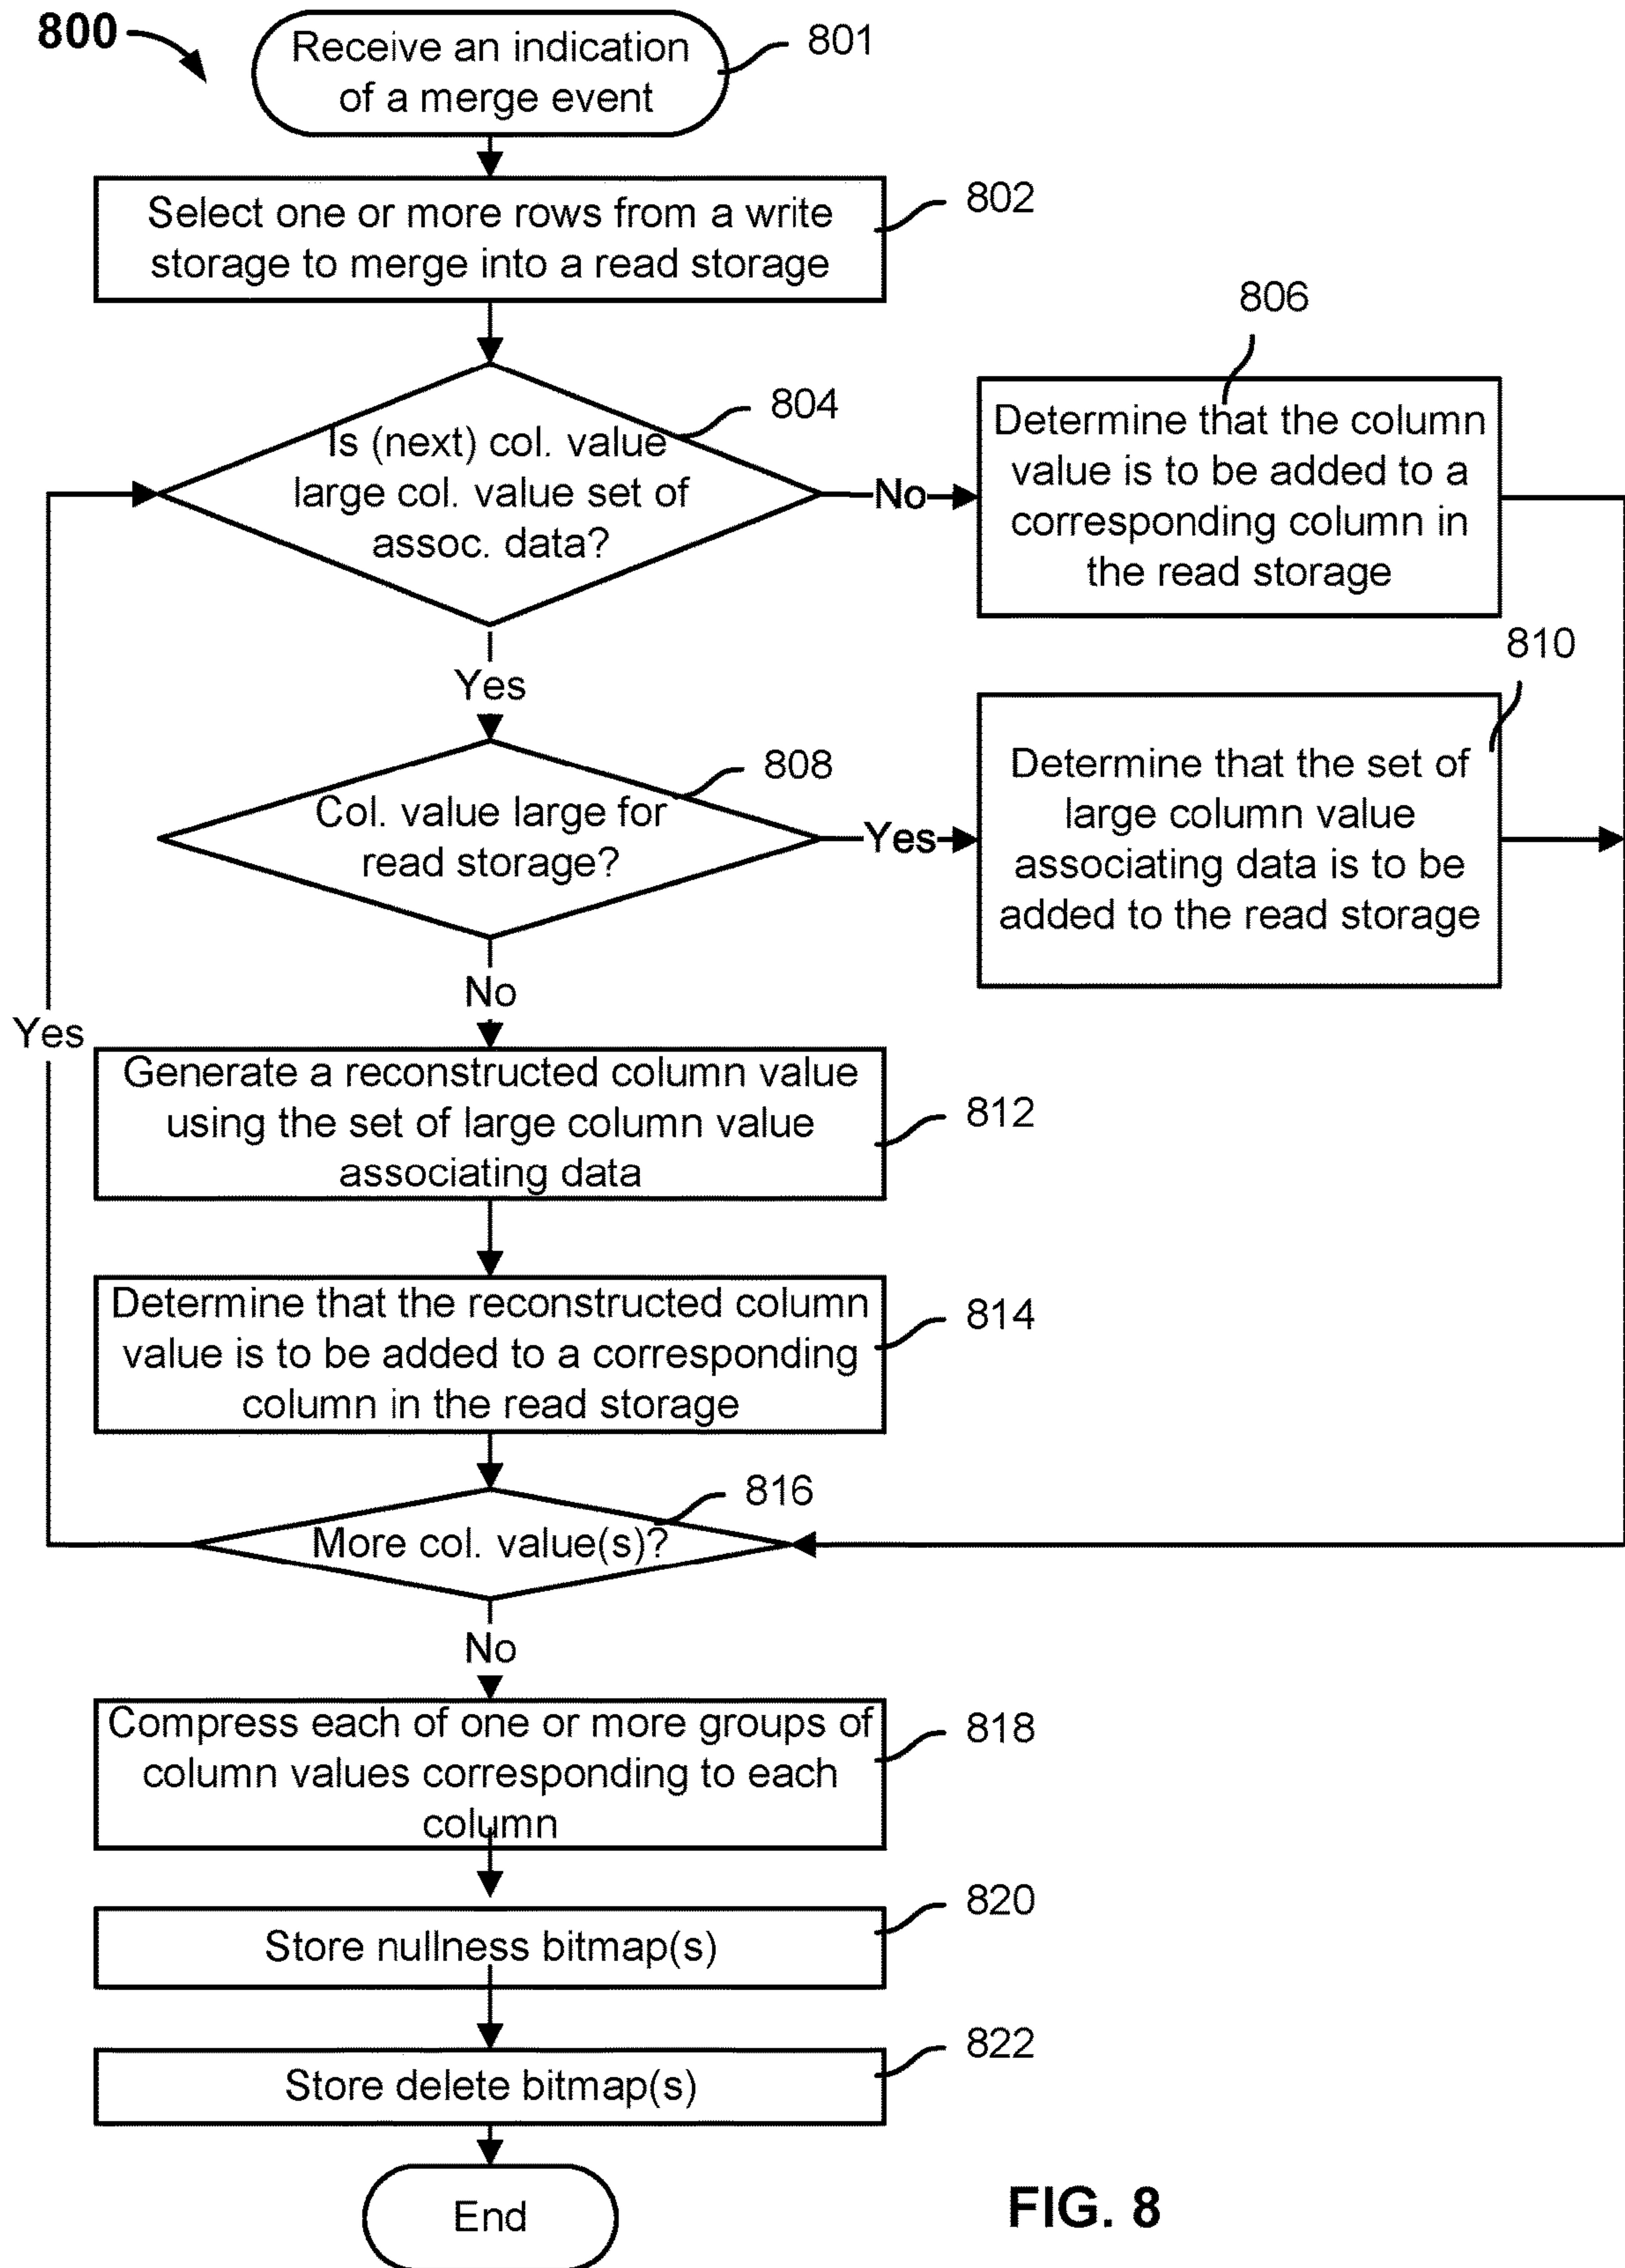 800
Receive an indication
of a merge event
801
Select one or more rows from a write
storage to merge into a read storage
802
Is (next) col. value
large col. value set of
assoc. data?
804
No
806
Determine that the column
value is to be added to a
corresponding column in
the read storage
Yes
Col. value large for
read storage?
808
Yes
810
Determine that the set of
large column value
associating data is to be
added to the read storage
No
Yes
Generate a reconstructed column value
using the set of large column value
associating data
812
Determine that the reconstructed column
value is to be added to a corresponding
column in the read storage
814
More col. value(s)?
816
No
Compress each of one or more groups of
column values corresponding to each
column
818
Store nullness bitmap(s)
820
Store delete bitmap(s)
822
End
FIG. 8